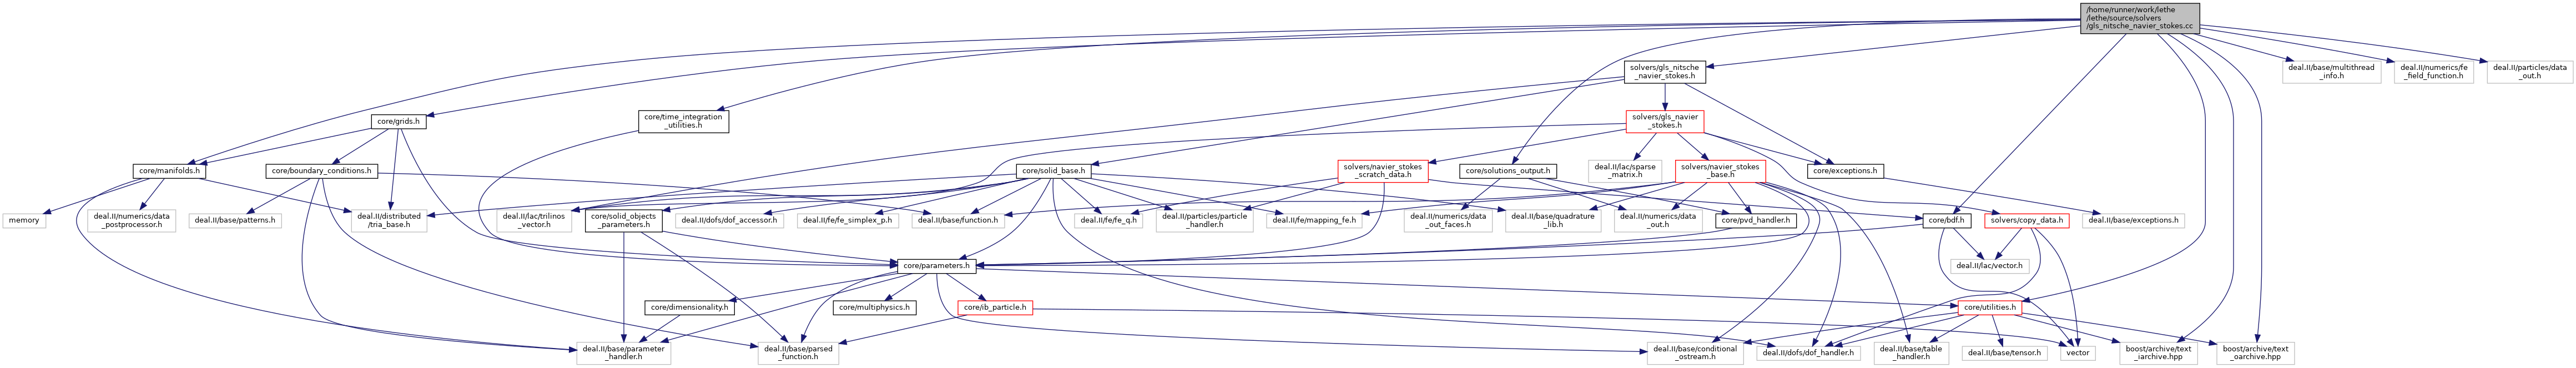 /home/runner/work/lethe
/lethe/source/solvers
/gls_nitsche_navier_stokes.cc
solvers/gls_nitsche
_navier_stokes.h
deal.II/base/multithread
_info.h
deal.II/numerics/fe
_field_function.h
deal.II/particles/data
_out.h
core/grids.h
core/time_integration
_utilities.h
solvers/gls_navier
_stokes.h
core/manifolds.h
core/boundary_conditions.h
core/solid_base.h
solvers/navier_stokes
_scratch_data.h
core/solutions_output.h
deal.II/lac/sparse
_matrix.h
solvers/navier_stokes
_base.h
core/exceptions.h
memory
deal.II/numerics/data
_postprocessor.h
deal.II/base/patterns.h
deal.II/distributed
/tria_base.h
deal.II/lac/trilinos
_vector.h
core/solid_objects
_parameters.h
deal.II/dofs/dof_accessor.h
deal.II/fe/fe_simplex_p.h
deal.II/base/function.h
deal.II/fe/fe_q.h
deal.II/particles/particle
_handler.h
deal.II/fe/mapping_fe.h
deal.II/numerics/data
_out_faces.h
deal.II/base/quadrature
_lib.h
deal.II/numerics/data
_out.h
core/pvd_handler.h
core/bdf.h
solvers/copy_data.h
deal.II/base/exceptions.h
core/parameters.h
deal.II/lac/vector.h
core/dimensionality.h
core/multiphysics.h
core/ib_particle.h
core/utilities.h
deal.II/base/parameter
_handler.h
deal.II/base/parsed
_function.h
deal.II/base/conditional
_ostream.h
deal.II/dofs/dof_handler.h
deal.II/base/table
_handler.h
deal.II/base/tensor.h
vector
boost/archive/text
_iarchive.hpp
boost/archive/text
_oarchive.hpp